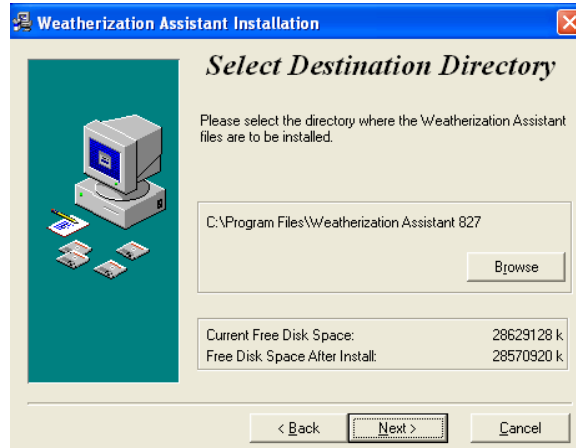 Weatherization Assistant Installation
Select Destination Directory
Please select the directory where the Weatherization Assistant
files are to be installed.
C:\Program Files\Weatherization Assistant 827
Browse
Current Free Disk Space: 28629128 k
Free Disk Space After Install: 28570920 k
< Back Next > Cancel